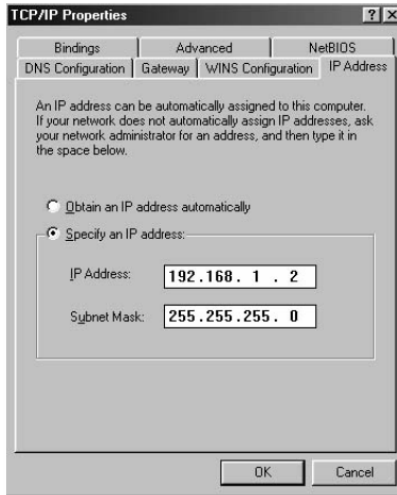 TCP/IP Properties
? ×
Bindings Advanced NetBIOS
DNS Configuration Gateway WINS Configuration IP Address
An IP address can be automatically assigned to this computer.
If your network does not automatically assign IP addresses, ask
your network administrator for an address, and then type it in
the space below.
Obtain an IP address automatically
Specify an IP address:
IP Address: 192.168. 1 . 2
Subnet Mask: 255.255.255. 0
OK Cancel